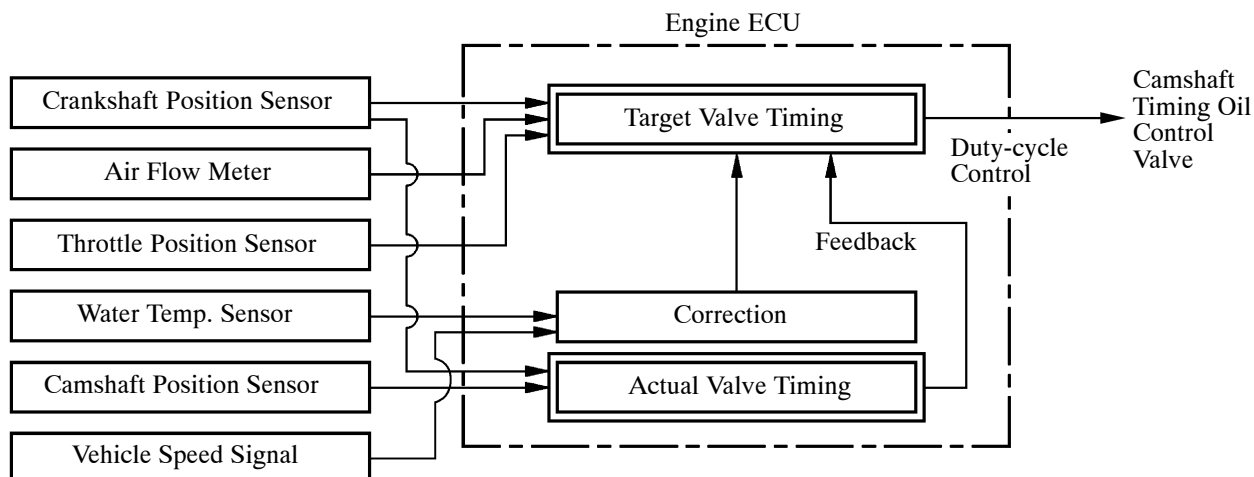 Engine ECU
Crankshaft Position Sensor
Air Flow Meter
Throttle Position Sensor
Water Temp. Sensor
Camshaft Position Sensor
Vehicle Speed Signal
Target Valve Timing
Feedback
Correction
Actual Valve Timing
Duty-cycle
Control
Camshaft
Timing Oil
Control
Valve